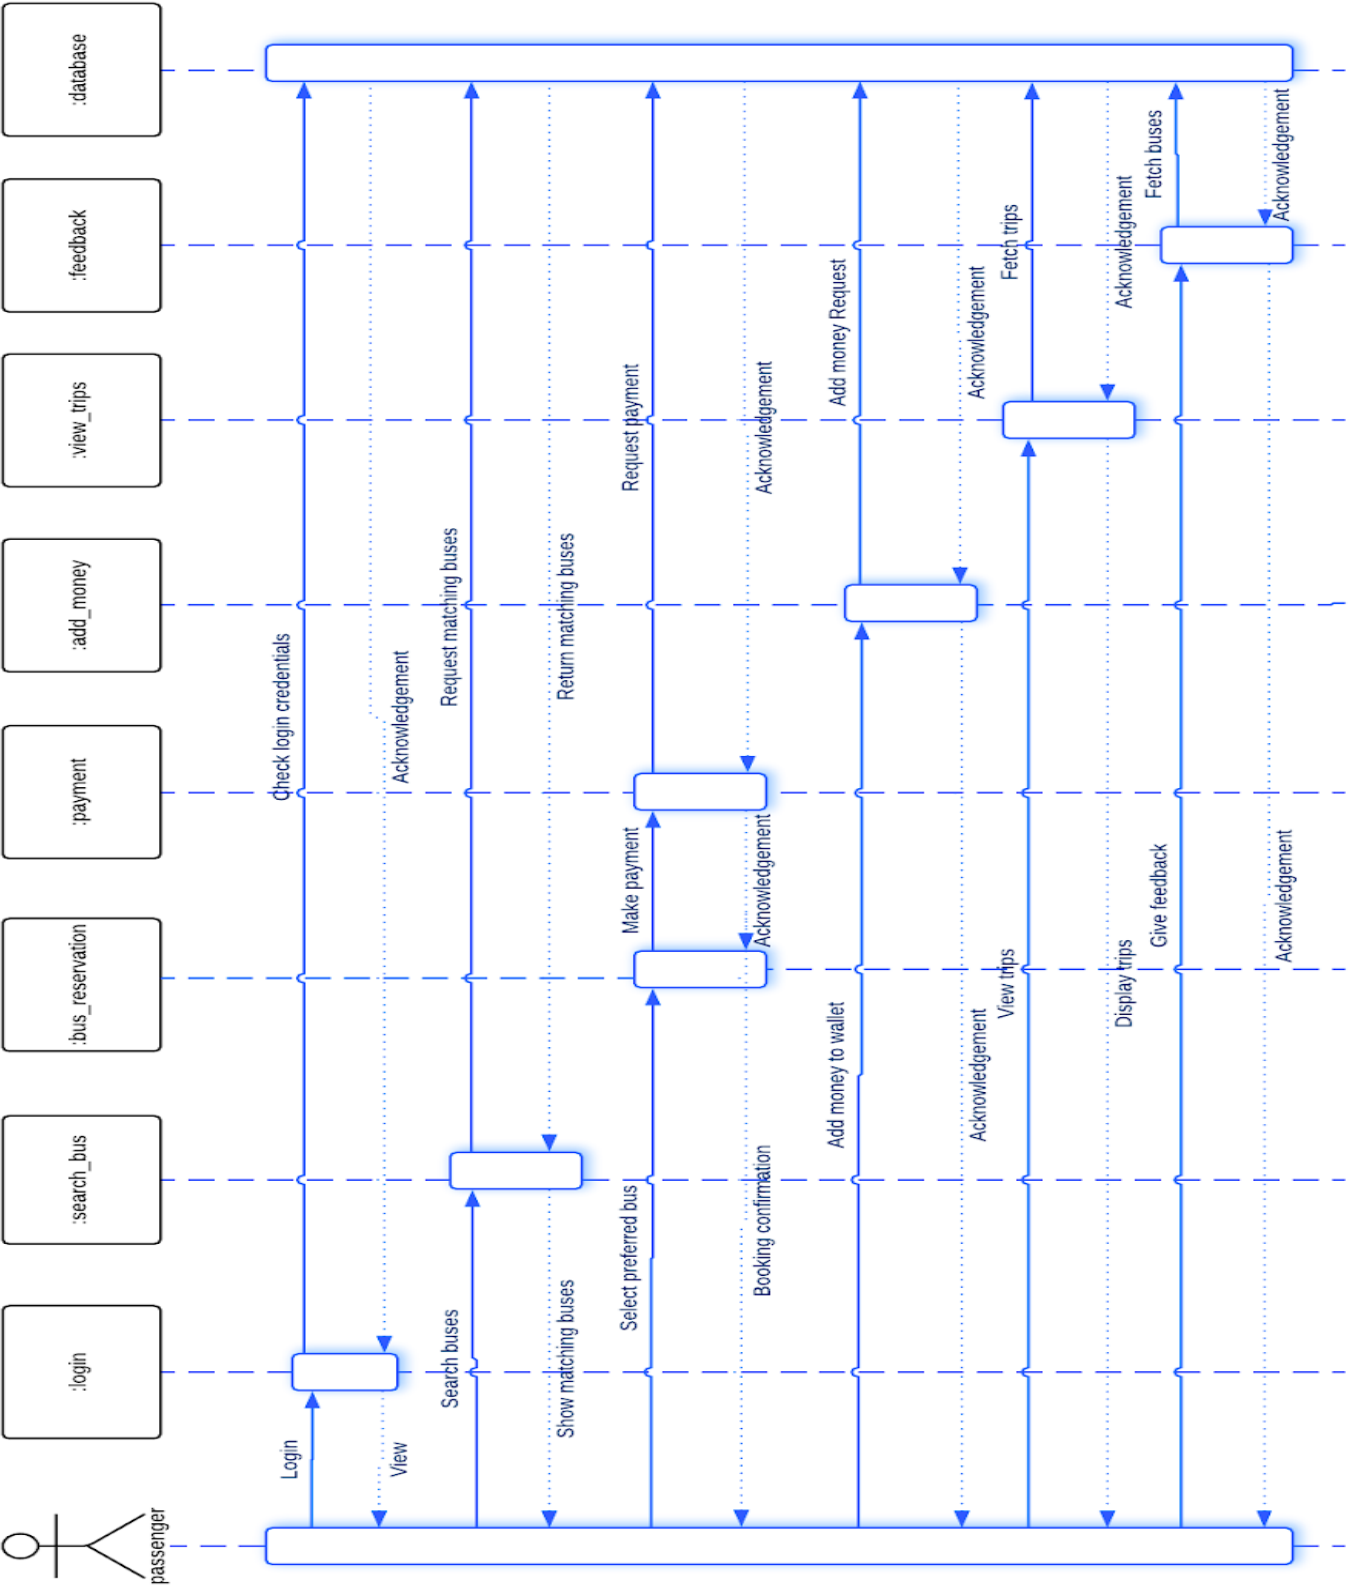 passenger
:login
:search_bus
:bus_reservation
:payment
:add_money
:view_trips
:feedback
:database
Login
Check login credentials
Acknowledgement
View
Search buses
Request matching buses
Return matching buses
Show matching buses
Select preferred bus
Make payment
Request payment
Acknowledgement
Acknowledgement
Booking confirmation
Add money to wallet
Add money Request
Acknowledgement
Acknowledgement
View trips
Fetch trips
Acknowledgement
Display trips
Give feedback
Fetch buses
Acknowledgement
Acknowledgement